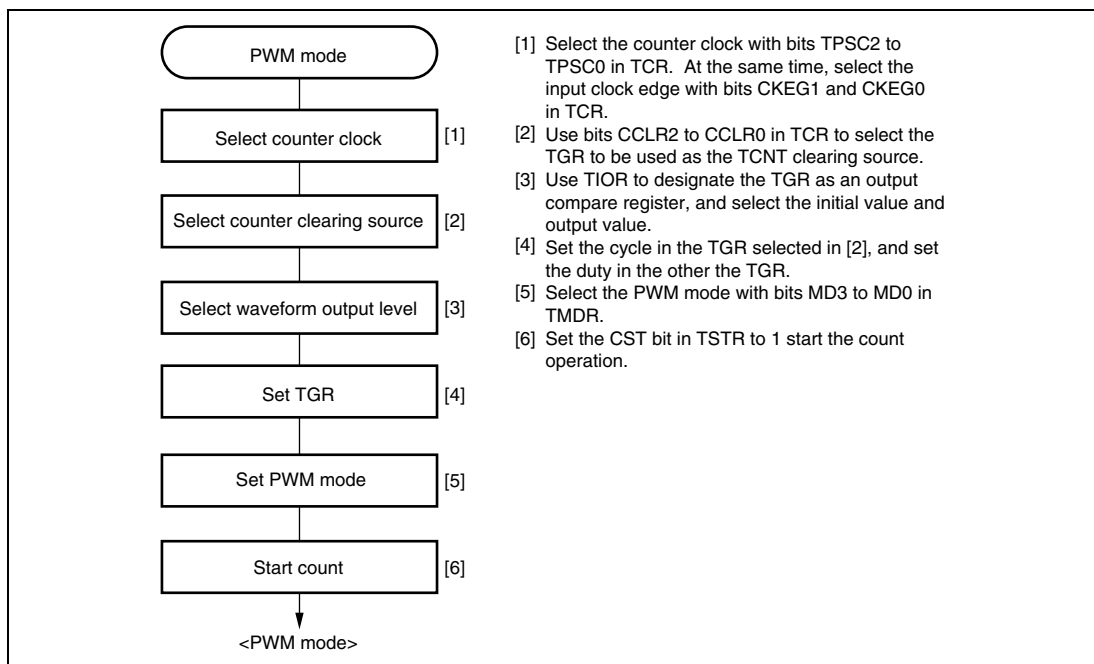 PWM mode
Select counter clock
[1]
Select counter clearing source
[2]
Select waveform output level
[3]
Set TGR
[4]
Set PWM mode
[5]
Start count
[6]
<PWM mode>
[1] Select the counter clock with bits TPSC2 to
TPSC0 in TCR. At the same time, select the
input clock edge with bits CKEG1 and CKEG0
in TCR.
[2] Use bits CCLR2 to CCLR0 in TCR to select the
TGR to be used as the TCNT clearing source.
[3] Use TIOR to designate the TGR as an output
compare register, and select the initial value and
output value.
[4] Set the cycle in the TGR selected in [2], and set
the duty in the other the TGR.
[5] Select the PWM mode with bits MD3 to MD0 in
TMDR.
[6] Set the CST bit in TSTR to 1 start the count
operation.